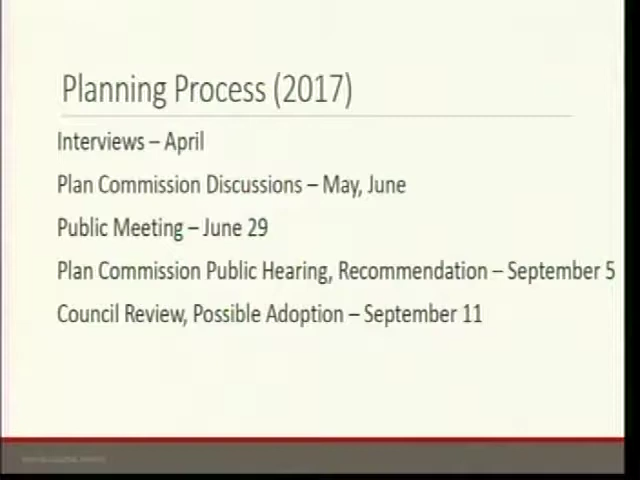 Planning Process (2017)
Interviews – April
Plan Commission Discussions – May, June
Public Meeting – June 29
Plan Commission Public Hearing, Recommendation – September 5
Council Review, Possible Adoption – September 11